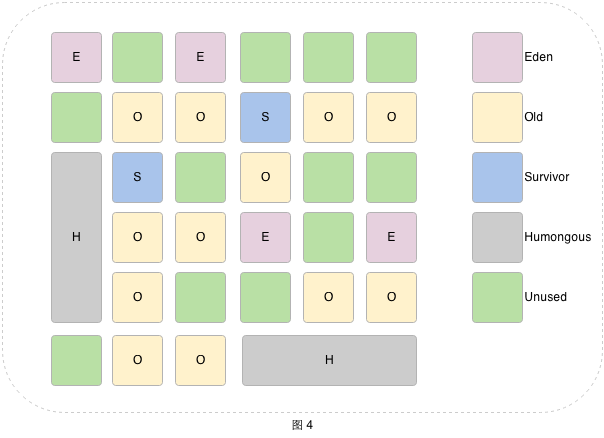 E E Eden
O O S O O Old
S O Survivor
H O O E E Humongous
O O O Unused
O O H
图 4